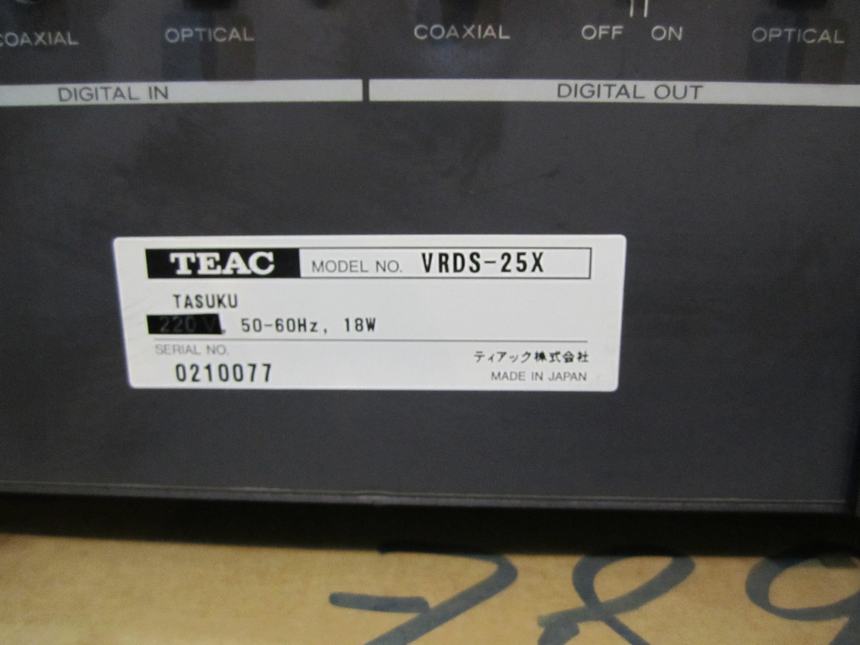 COAXIAL OPTICAL COAXIAL OFF ON OPTICAL
DIGITAL IN DIGITAL OUT
TEAC MODEL NO. VRDS-25X
TASUKU
220 V, 50-60Hz, 18W
SERIAL NO.
0210077
ティアック株式会社
MADE IN JAPAN